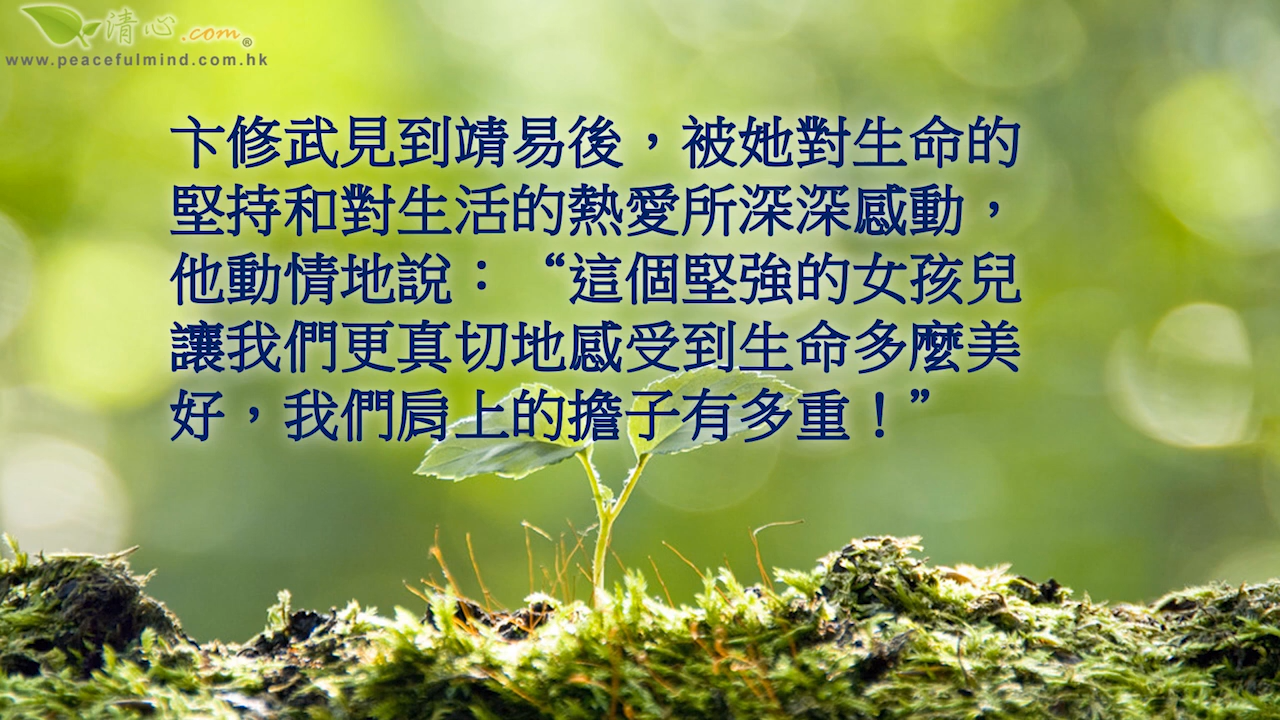 清心.com®
www.peacefulmind.com.hk
卞修武見到靖易後，被她對生命的
堅持和對生活的熱愛所深深感動，
他動情地說：“這個堅強的女孩兒
讓我們更真切地感受到生命多麼美
好，我們肩上的擔子有多重！”